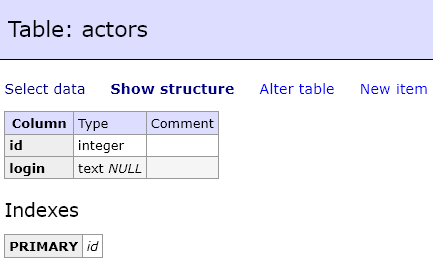 Table: actors
Select data Show structure Alter table New item
Column Type Comment
id integer
login text NULL
Indexes
PRIMARY id